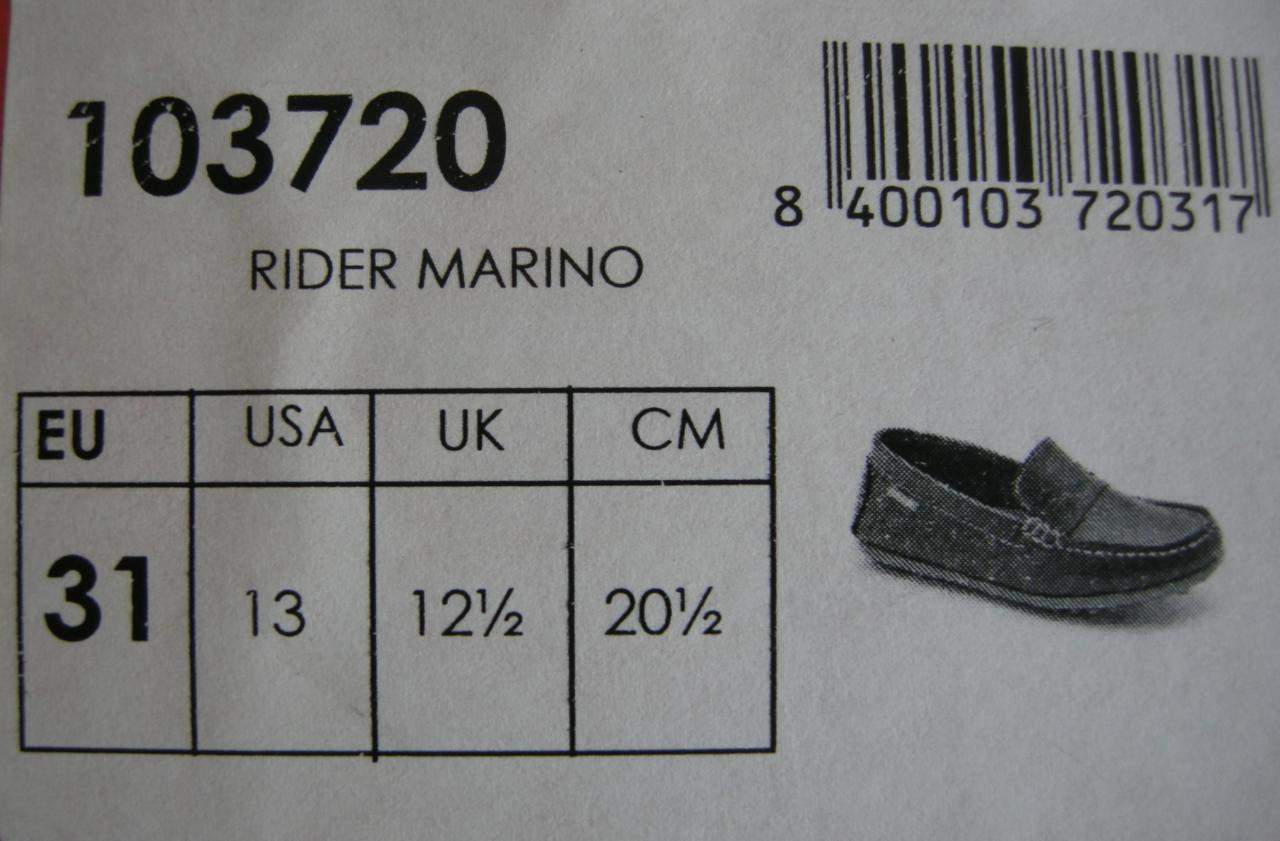 103720
RIDER MARINO
8 400103 720317
EU USA UK CM
31 13 12½ 20½